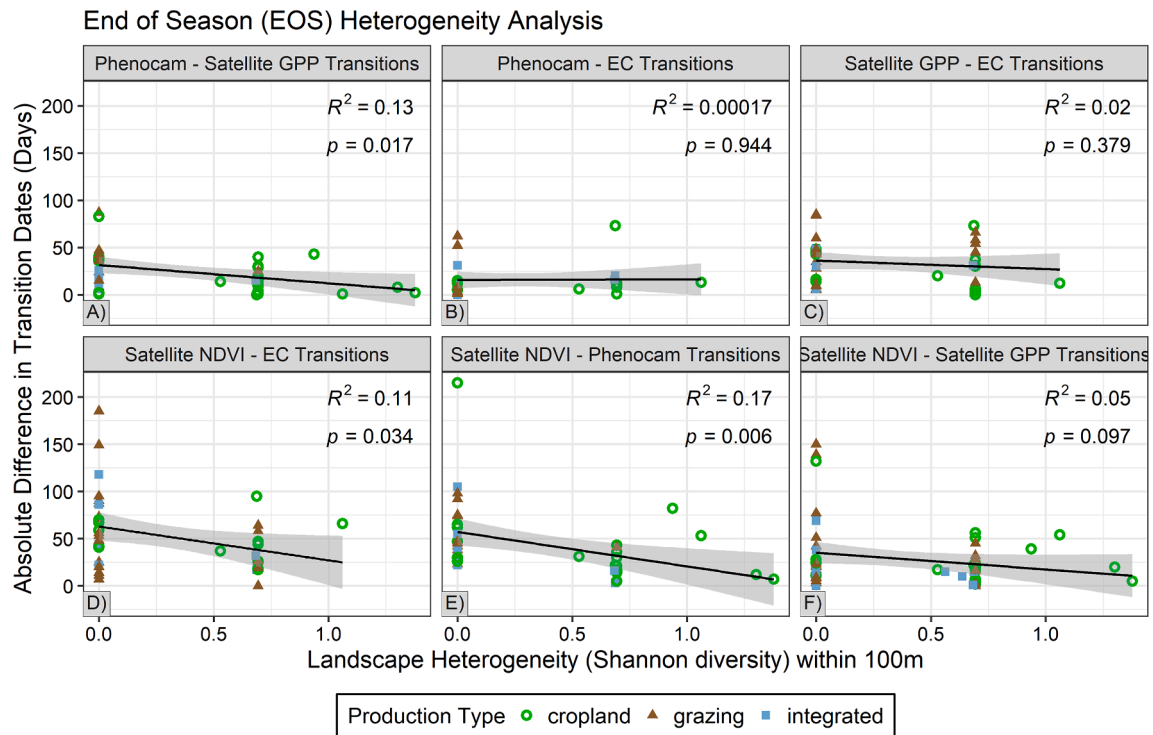 End of Season (EOS) Heterogeneity Analysis
Absolute Difference in Transition Dates (Days)
Phenocam - Satellite GPP Transitions
R² = 0.13
p = 0.017
200
150
100
50
0
A)
Phenocam - EC Transitions
R² = 0.00017
p = 0.944
B)
Satellite GPP - EC Transitions
R² = 0.02
p = 0.379
C)
Satellite NDVI - EC Transitions
R² = 0.11
p = 0.034
200
150
100
50
0
D)
0.0 0.5 1.0
Satellite NDVI - Phenocam Transitions
R² = 0.17
p = 0.006
E)
0.0 0.5 1.0
Satellite NDVI - Satellite GPP Transitions
R² = 0.05
p = 0.097
F)
0.0 0.5 1.0
Landscape Heterogeneity (Shannon diversity) within 100m
Production Type cropland grazing integrated